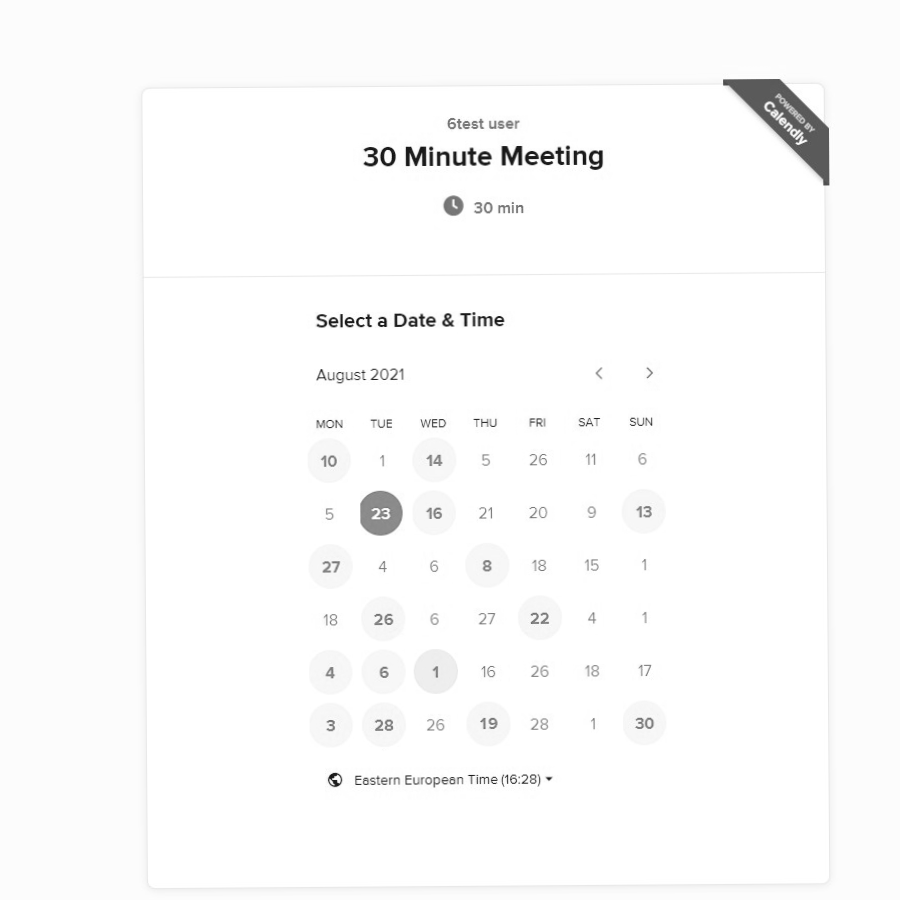 POWERED BY
Calendly
6test user
30 Minute Meeting
30 min
Select a Date & Time
August 2021
MON TUE WED THU FRI SAT SUN
10 1 14 5 26 11 6
5 23 16 21 20 9 13
27 4 6 8 18 15 1
18 26 6 27 22 4 1
4 6 1 16 26 18 17
3 28 26 19 28 1 30
Eastern European Time (16:28)